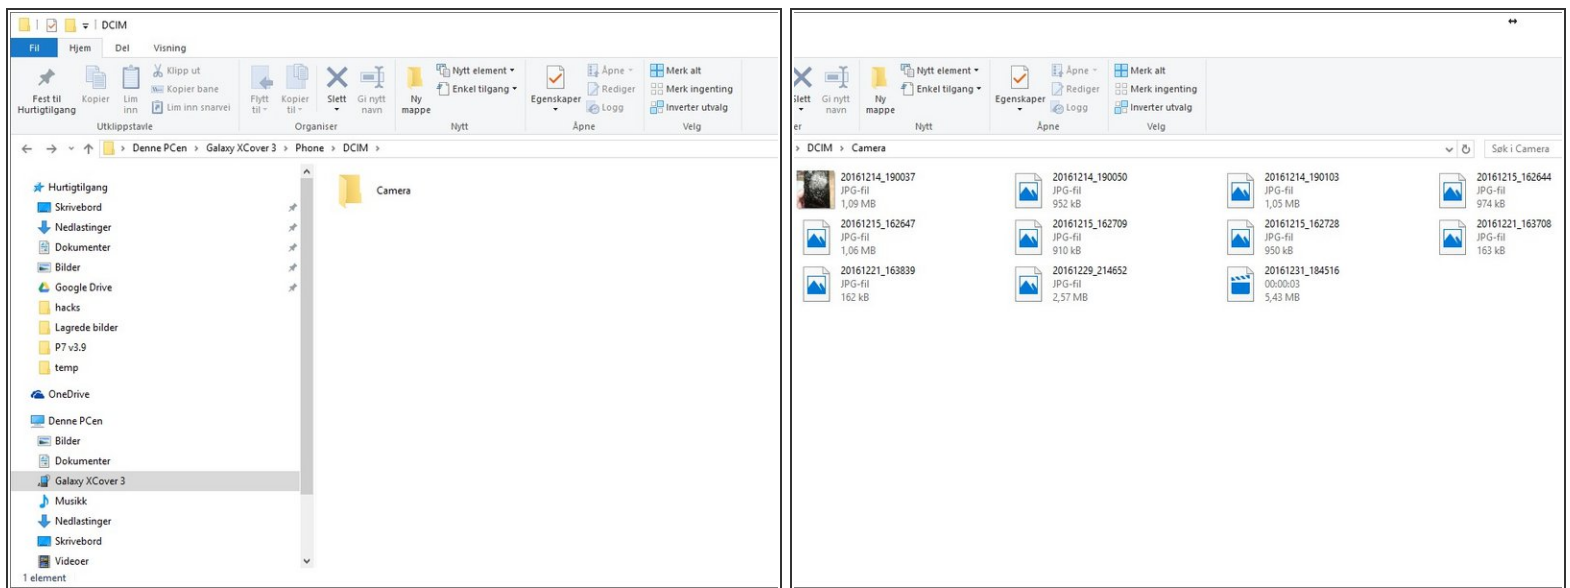 DCIM
Fil Hjem Del Visning
Fest til Hurtigtilgang
Kopier
Lim inn
Klipp ut
Kopier bane
Lim inn snarvei
Flytt til
Kopier til
Slett
Gi nytt navn
Ny mappe
Nytt element
Enkel tilgang
Egenskaper
Åpne
Rediger
Logg
Merk alt
Merk ingenting
Inverter utvalg
Utklippstavle Organiser Nytt Åpne Velg
Denne PCen > Galaxy XCover 3 > Phone > DCIM >
Hurtigtilgang
Skrivebord
Nedlastinger
Dokumenter
Bilder
Google Drive
hacks
Lagrede bilder
P7 v3.9
temp
OneDrive
Denne PCen
Bilder
Dokumenter
Galaxy XCover 3
Musikk
Nedlastinger
Skrivebord
Videoer
1 element
Camera
Slett
Gi nytt navn
Ny mappe
Nytt element
Enkel tilgang
Egenskaper
Åpne
Rediger
Logg
Merk alt
Merk ingenting
Inverter utvalg
er Nytt Åpne Velg
> DCIM > Camera
Søk i Camera
20161214_190037
JPG-fil
1,09 MB
20161214_190050
JPG-fil
952 kB
20161214_190103
JPG-fil
1,05 MB
20161215_162644
JPG-fil
974 kB
20161215_162647
JPG-fil
1,06 MB
20161215_162709
JPG-fil
910 kB
20161215_162728
JPG-fil
950 kB
20161221_163708
JPG-fil
163 kB
20161221_163839
JPG-fil
162 kB
20161229_214652
JPG-fil
2,57 MB
20161231_184516
00:00:03
5,43 MB